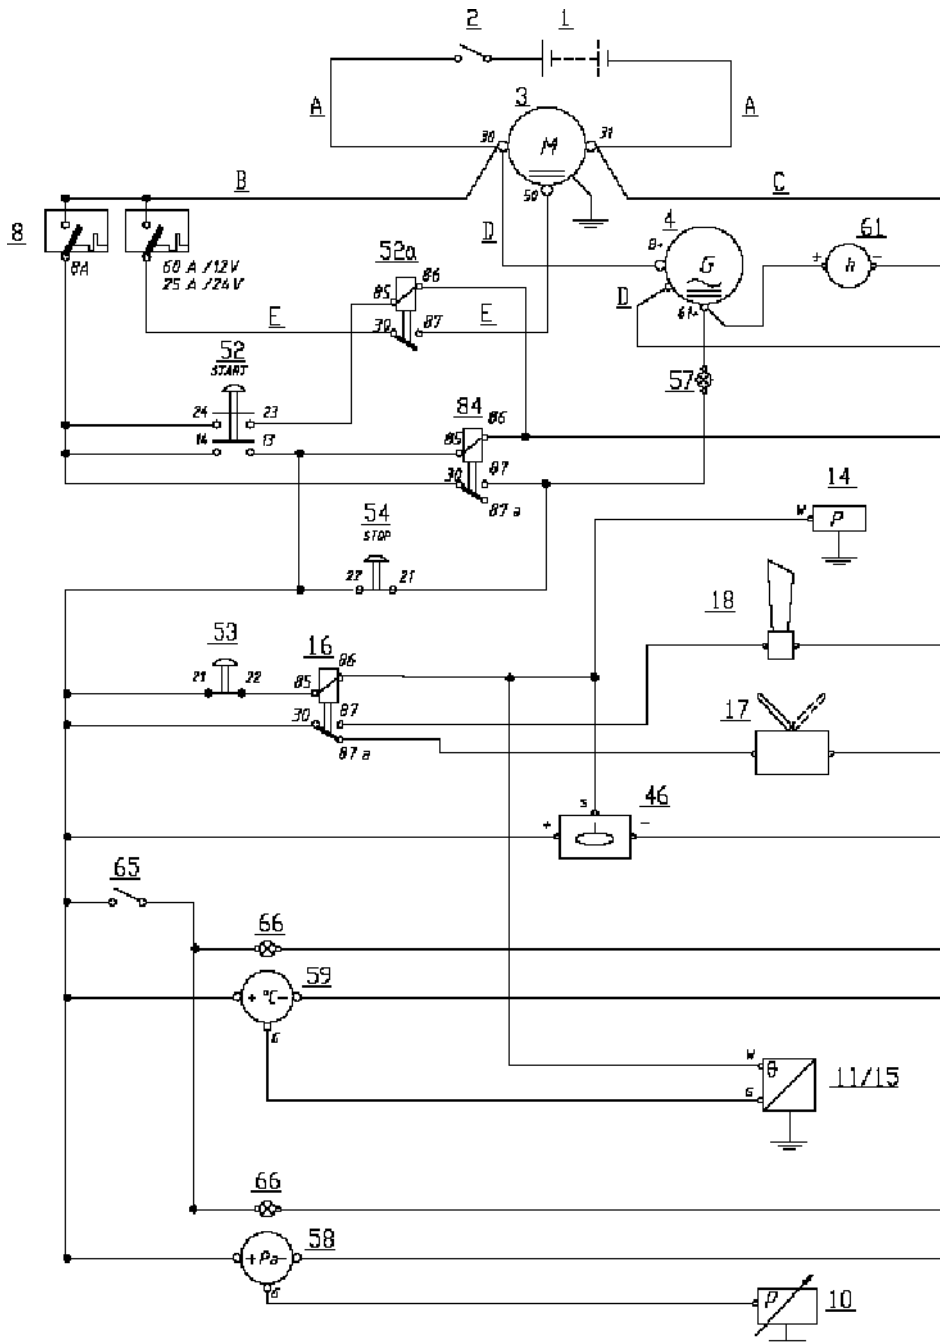 2 1
3
A A
30 M 31
50
B C
8 4 61
8A 60 A /12V
25 A /24V
52a D B+ G + h -
86
85 D
61+
E 30 87 E
52
START
57
24 23
84 86
14 13 85
30 87
87 a
14
54 W P
STOP
22 21
18
53 16
86
21 22 85
30 87 17
87 a
s 46
+ -
65
66
59
+ °C -
G
W θ 11/15
G
66
58
+ Pa -
G
P 10